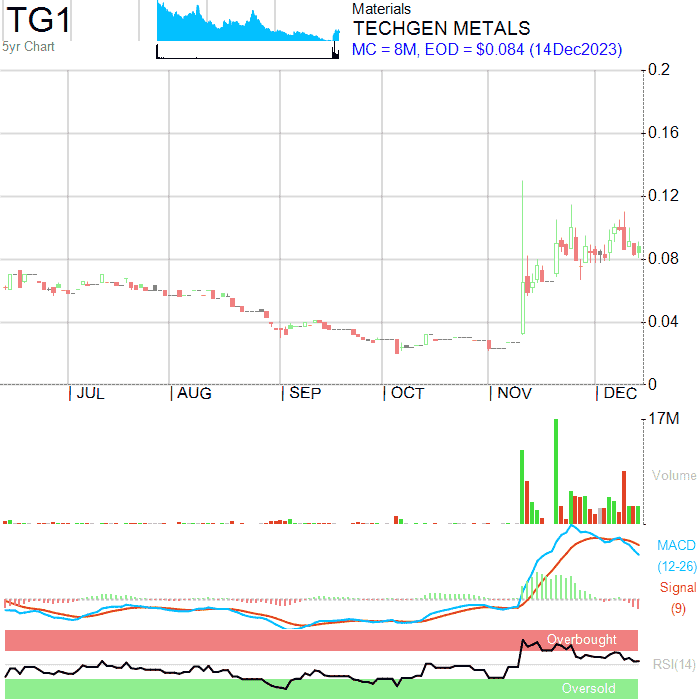 TG1
5yr Chart
Materials
TECHGEN METALS
MC = 8M, EOD = $0.084 (14Dec2023)
0.2
0.16
0.12
0.08
0.04
0
JUL AUG SEP OCT NOV DEC
17M
Volume
MACD
(12-26)
Signal
(9)
Overbought
RSI(14)
Oversold